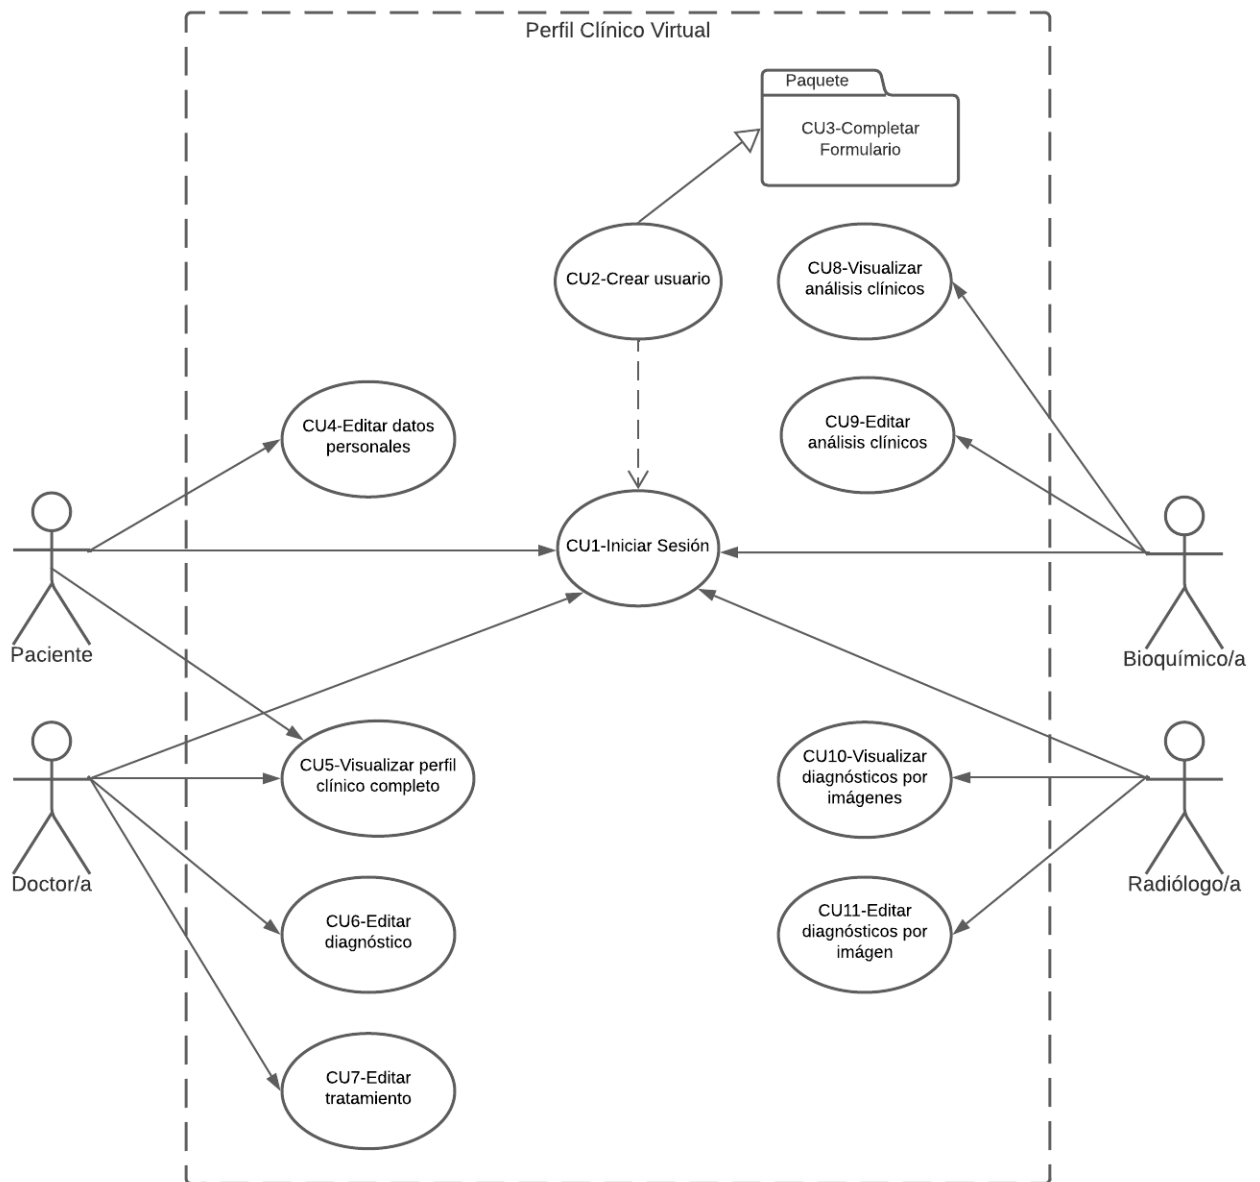 Perfil Clínico Virtual
Paquete
CU3-Completar
Formulario
CU2-Crear usuario
CU8-Visualizar
análisis clínicos
CU4-Editar datos
personales
CU9-Editar
análisis clínicos
CU1-Iniciar Sesión
Paciente
Bioquímico/a
CU5-Visualizar perfil
clínico completo
CU10-Visualizar
diagnósticos por
imágenes
Doctor/a
Radiólogo/a
CU6-Editar
diagnóstico
CU11-Editar
diagnósticos por
imágen
CU7-Editar
tratamiento